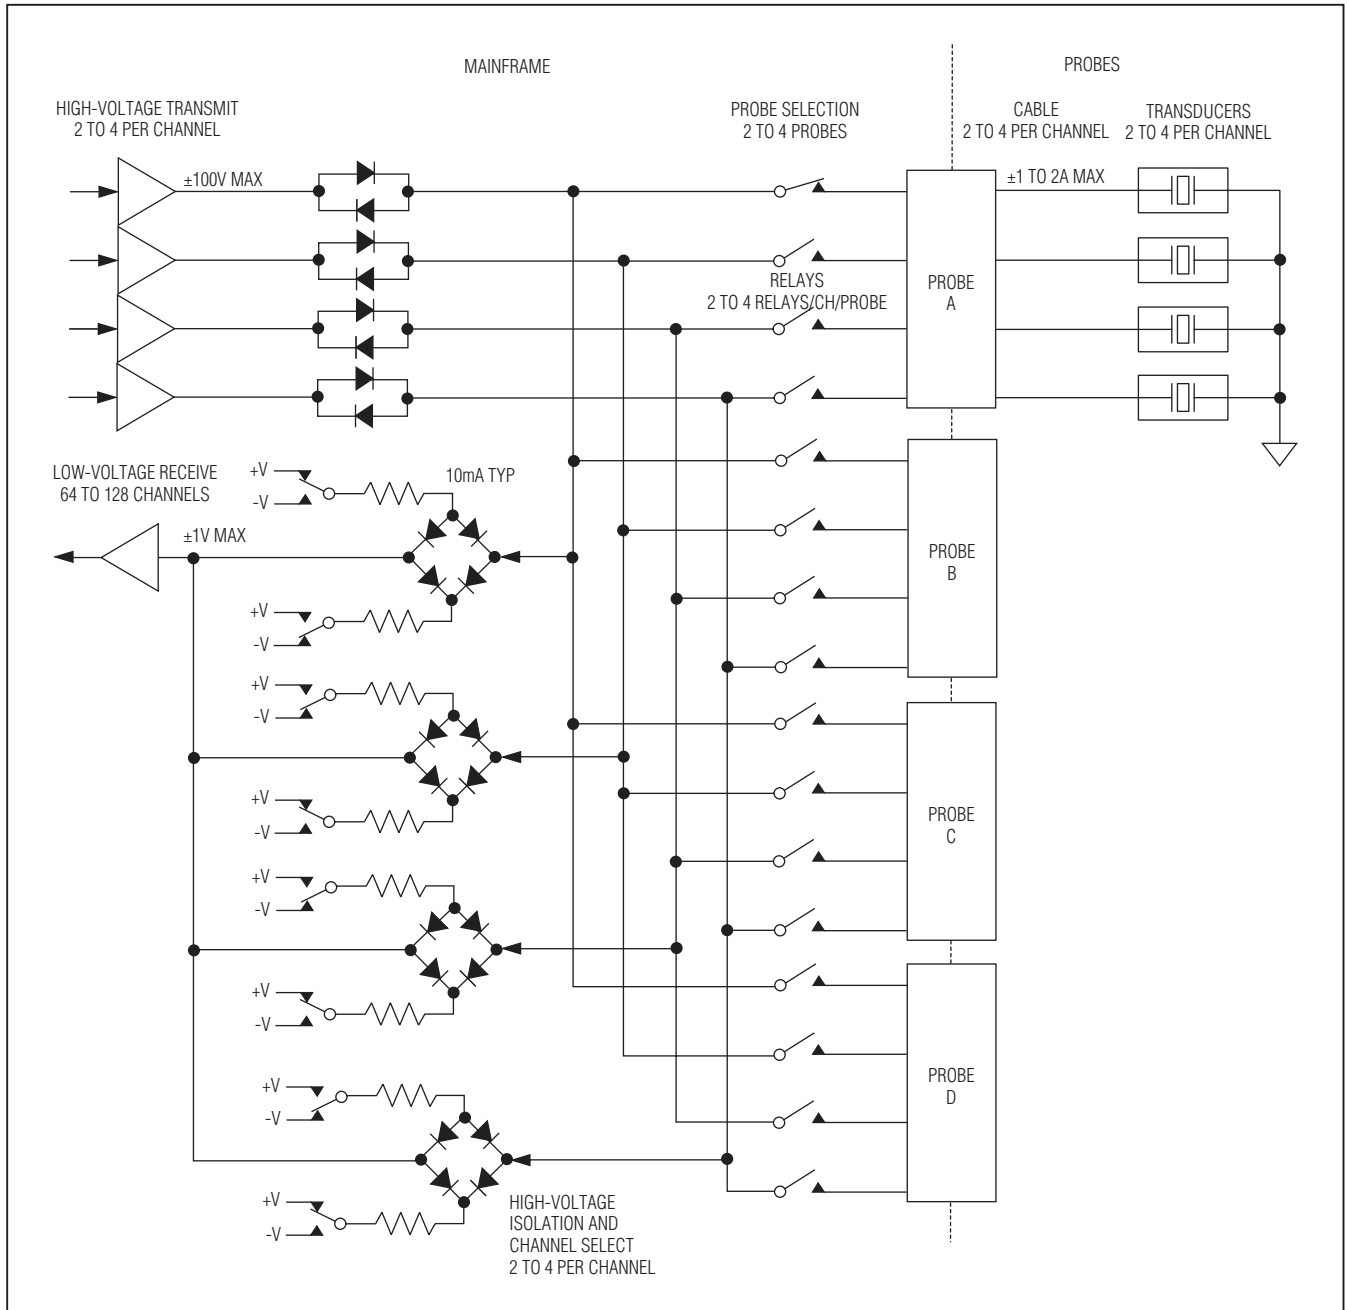 MAINFRAME
PROBES
HIGH-VOLTAGE TRANSMIT
2 TO 4 PER CHANNEL
PROBE SELECTION
2 TO 4 PROBES
CABLE
2 TO 4 PER CHANNEL
TRANSDUCERS
2 TO 4 PER CHANNEL
±100V MAX
±1 TO 2A MAX
RELAYS
2 TO 4 RELAYS/CH/PROBE
PROBE
A
LOW-VOLTAGE RECEIVE
64 TO 128 CHANNELS
+V
-V
10mA TYP
±1V MAX
PROBE
B
+V
-V
+V
-V
+V
-V
PROBE
C
+V
-V
+V
-V
PROBE
D
+V
-V
+V
-V
HIGH-VOLTAGE
ISOLATION AND
CHANNEL SELECT
2 TO 4 PER CHANNEL